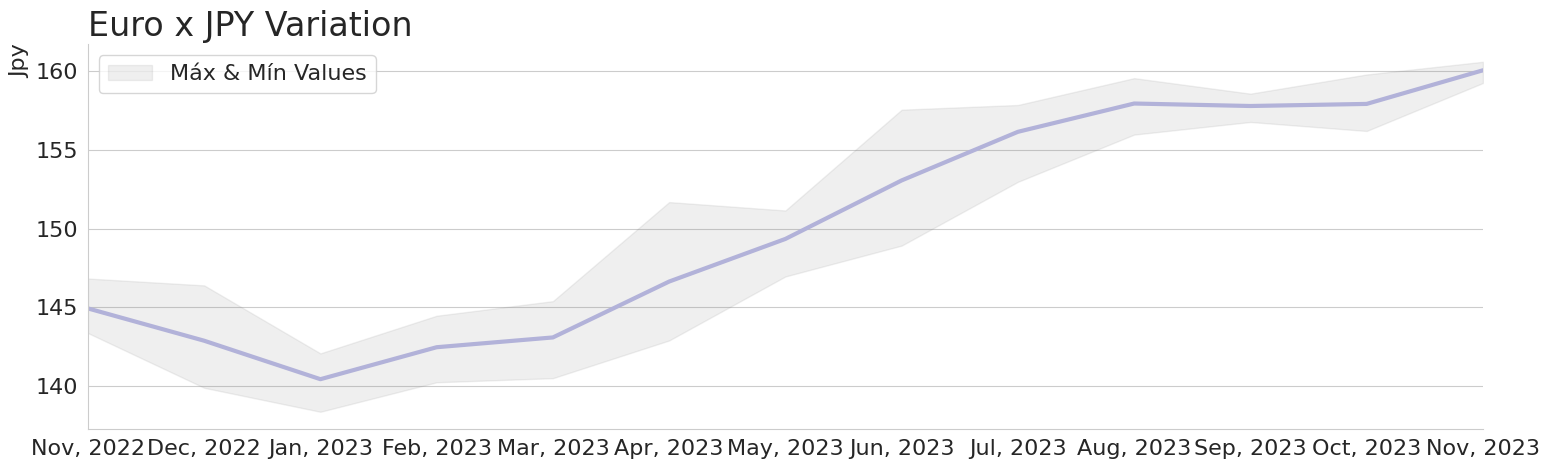 Euro x JPY Variation
Jpy
Máx & Mín Values
160
155
150
145
140
Nov, 2022 Dec, 2022 Jan, 2023 Feb, 2023 Mar, 2023 Apr, 2023 May, 2023 Jun, 2023 Jul, 2023 Aug, 2023 Sep, 2023 Oct, 2023 Nov, 2023